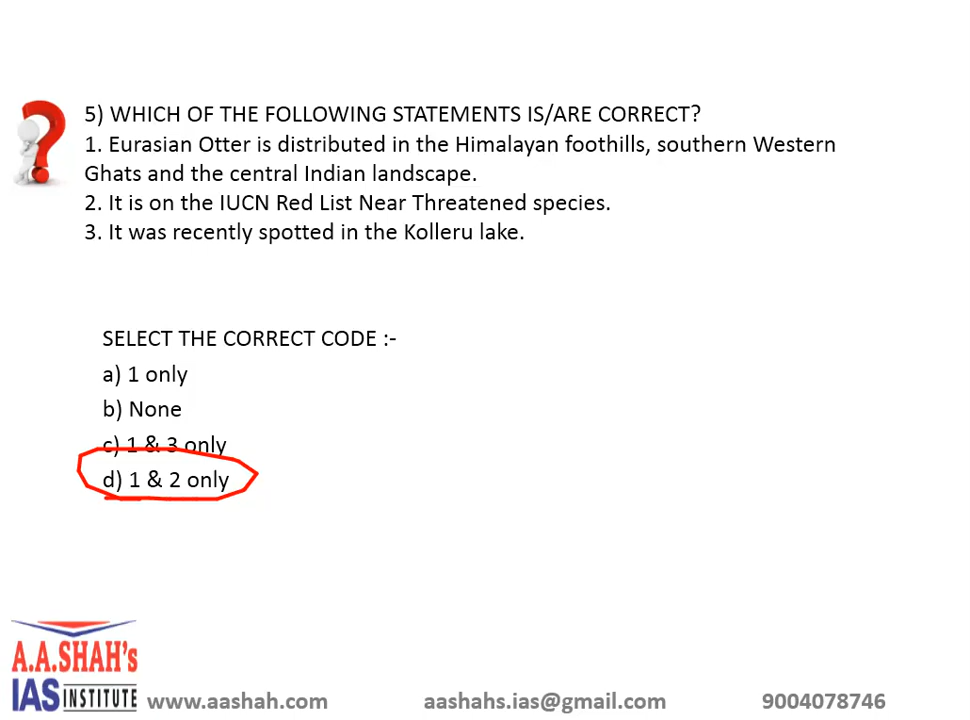 5) WHICH OF THE FOLLOWING STATEMENTS IS/ARE CORRECT?
1. Eurasian Otter is distributed in the Himalayan foothills, southern Western
Ghats and the central Indian landscape.
2. It is on the IUCN Red List Near Threatened species.
3. It was recently spotted in the Kolleru lake.
SELECT THE CORRECT CODE :-
a) 1 only
b) None
c) 1 & 3 only
d) 1 & 2 only
A.A.SHAH's
IAS INSTITUTE
www.aashah.com aashahs.ias@gmail.com 9004078746